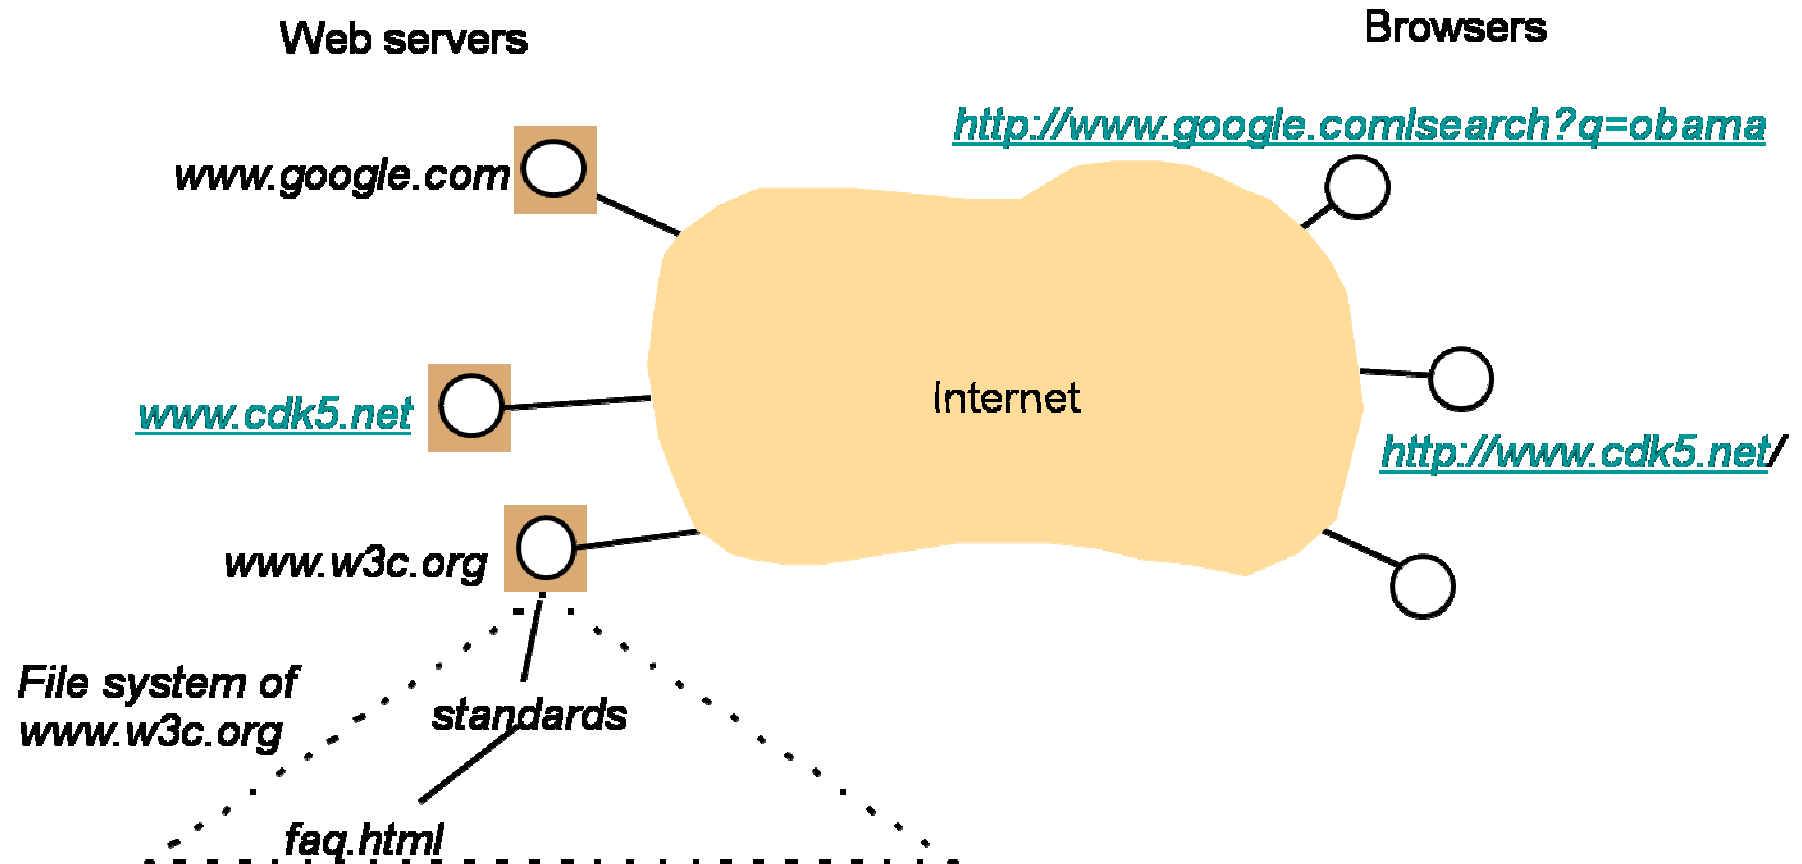 Web servers
Browsers
http://www.google.comlsearch?q=obama
www.google.com
Internet
www.cdk5.net
http://www.cdk5.net/
www.w3c.org
File system of
www.w3c.org
standards
faq.html